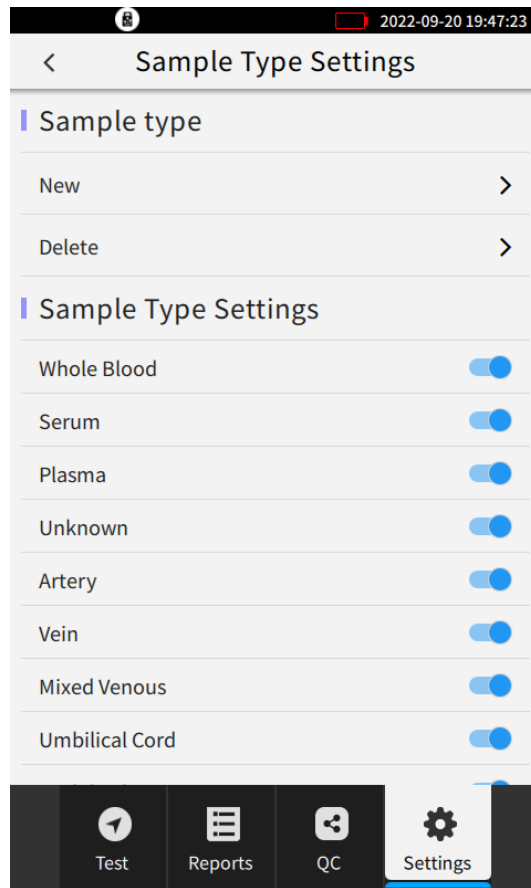 2022-09-20 19:47:23
Sample Type Settings
Sample type
New
Delete
Sample Type Settings
Whole Blood
Serum
Plasma
Unknown
Artery
Vein
Mixed Venous
Umbilical Cord
Test
Reports
QC
Settings